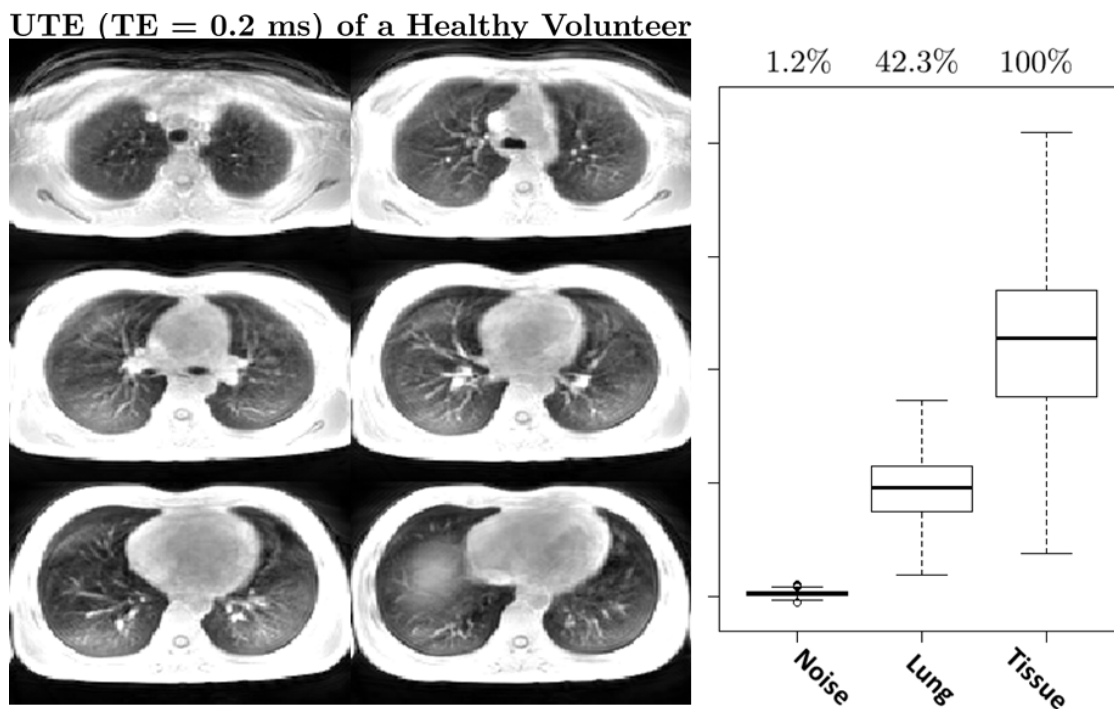 UTE (TE = 0.2 ms) of a Healthy Volunteer
1.2% 42.3% 100%
Noise Lung Tissue